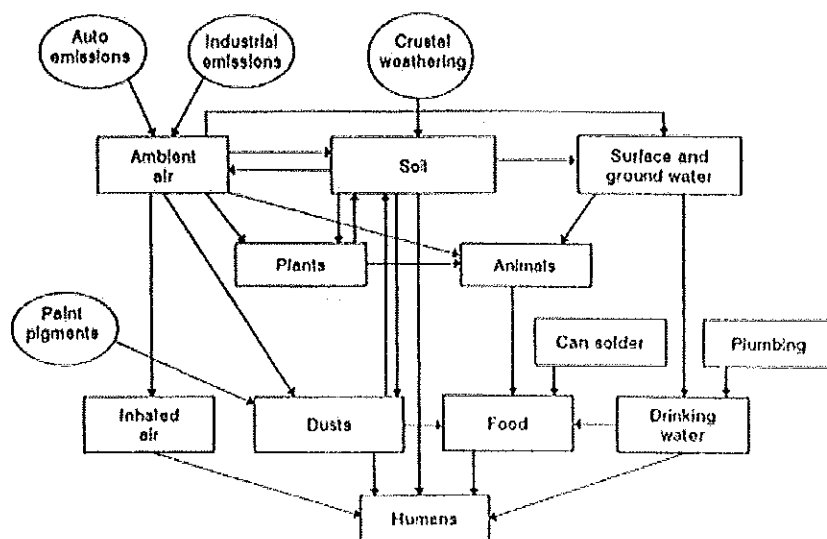 Auto
emissions
Industrial
emissions
Crustal
weathering
Ambient
air
Soil
Surface and
ground water
Plants
Animals
Paint
pigments
Can solder
Plumbing
Inhaled
air
Dusts
Food
Drinking
water
Humans